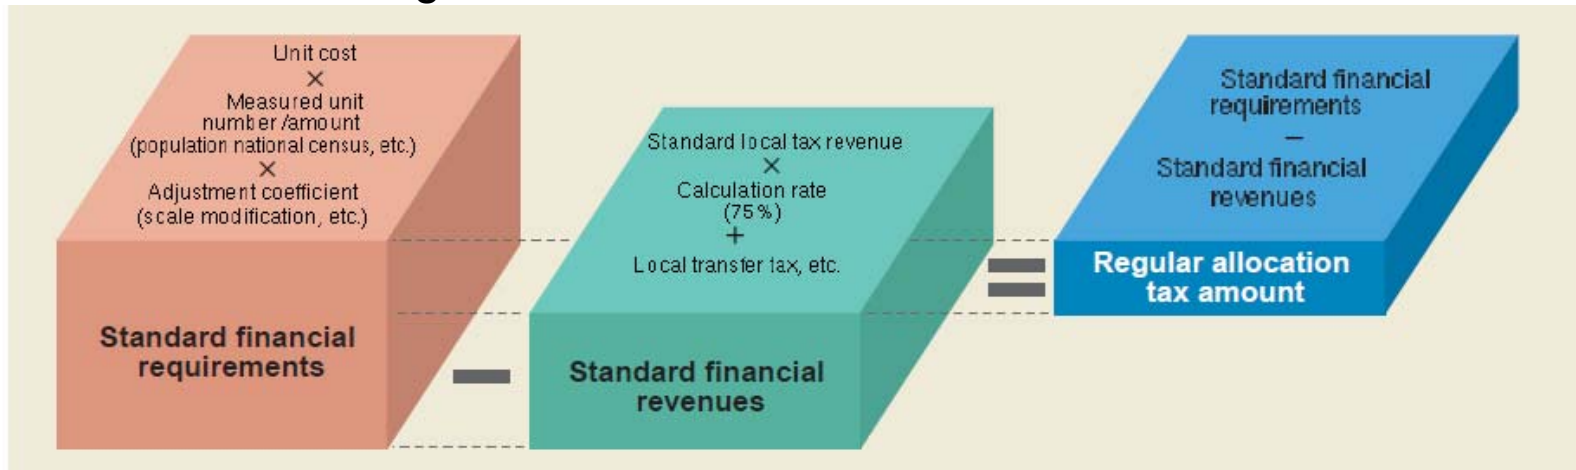 Unit cost
×
Measured unit
number /amount
(population national census, etc.)
×
Adjustment coefficient
(scale modification, etc.)
Standard financial
requirements
Standard local tax revenue
×
Calculation rate
(75%)
+
Local transfer tax, etc.
Standard financial
revenues
Standard financial
requirements
−
Standard financial
revenues
Regular allocation
tax amount